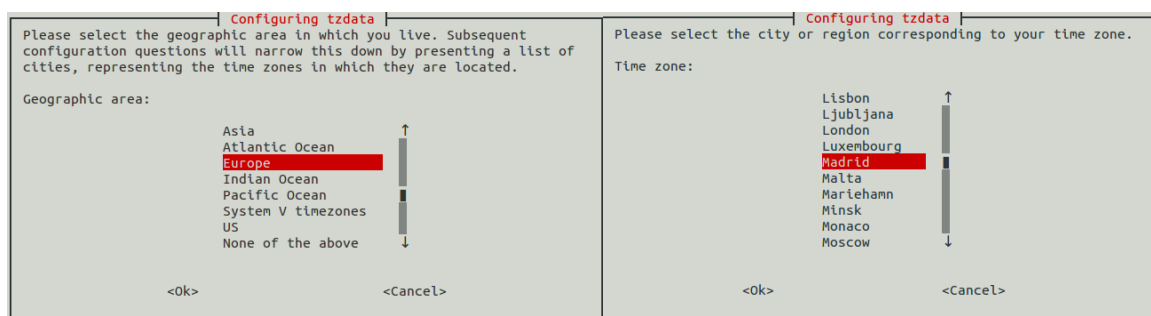 Configuring tzdata
Please select the geographic area in which you live. Subsequent
configuration questions will narrow this down by presenting a list of
cities, representing the time zones in which they are located.
Geographic area:
Asia
Atlantic Ocean
Europe
Indian Ocean
Pacific Ocean
System V timezones
US
None of the above
<Ok> <Cancel>
Configuring tzdata
Please select the city or region corresponding to your time zone.
Time zone:
Lisbon
Ljubljana
London
Luxembourg
Madrid
Malta
Mariehamn
Minsk
Monaco
Moscow
<Ok> <Cancel>